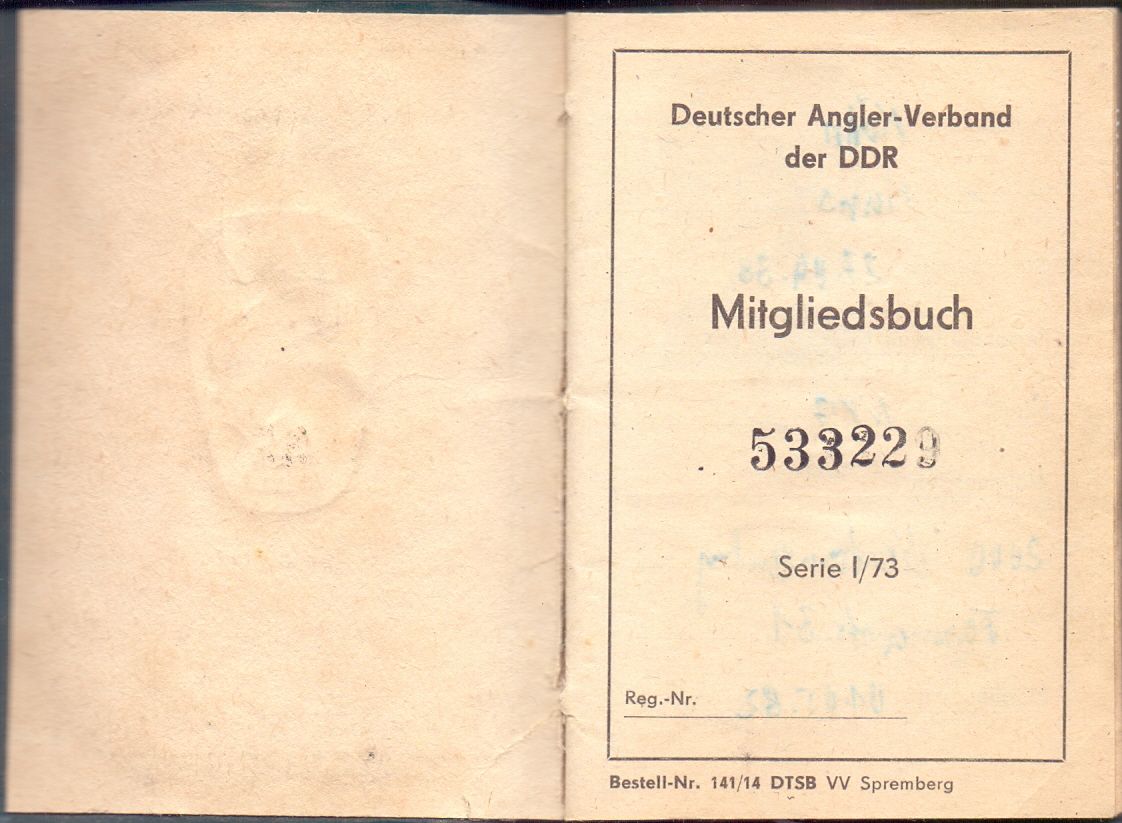 Deutscher Angler-Verband
der DDR
Mitgliedsbuch
533229
Serie I/73
Reg.-Nr.
Bestell-Nr. 141/14 DTSB VV Spremberg